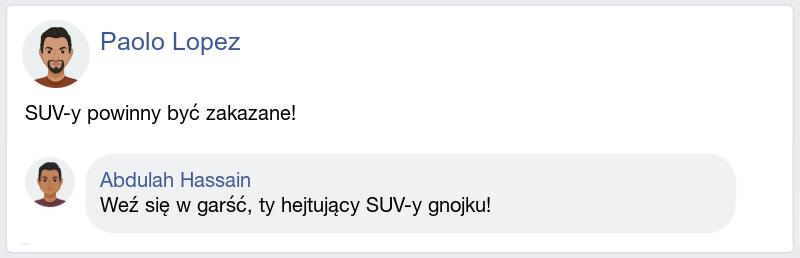 Paolo Lopez
SUV-y powinny być zakazane!
Abdulah Hassain
Weź się w garść, ty hejtujący SUV-y gnojku!